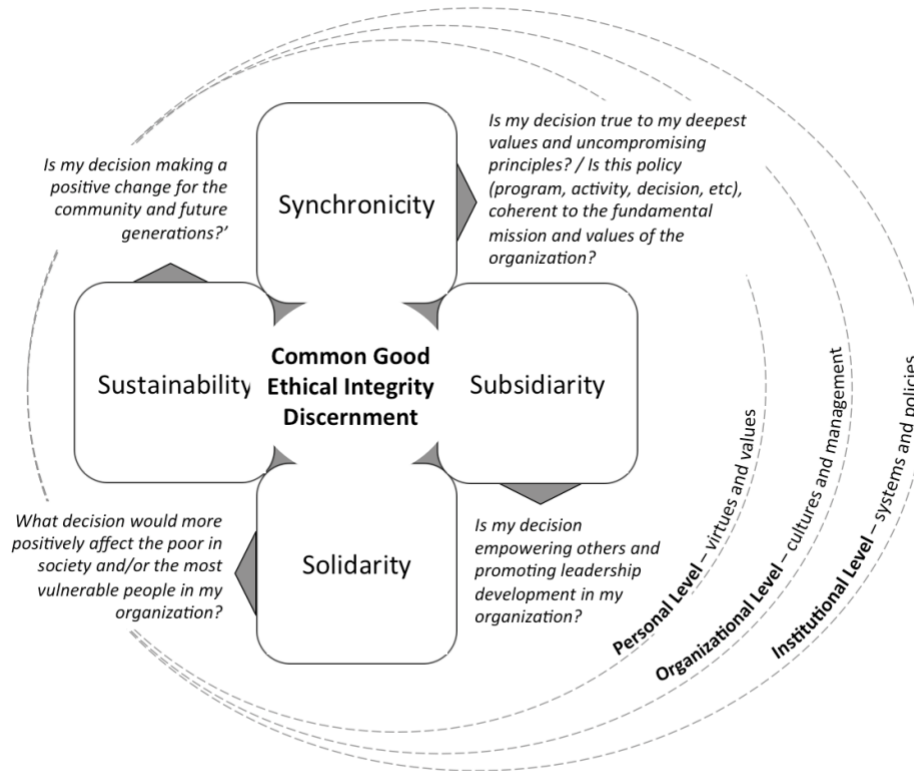 Is my decision true to my deepest
values and uncompromising
principles? / Is this policy
(program, activity, decision, etc),
coherent to the fundamental
mission and values of the
organization?
Is my decision making a
positive change for the
community and future
generations?’
Synchronicity
Sustainability
Common Good
Ethical Integrity
Discernment
Subsidiarity
What decision would more
positively affect the poor in
society and/or the most
vulnerable people in my
organization?
Solidarity
Is my decision
empowering others and
promoting leadership
development in my
organization?
Personal Level – virtues and values
Organizational Level – cultures and management
Institutional Level – systems and policies